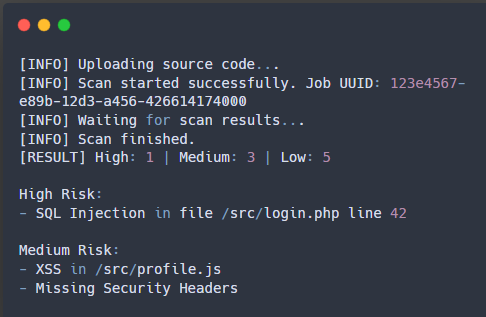 [INFO] Uploading source code...
[INFO] Scan started successfully. Job UUID: 123e4567-
e89b-12d3-a456-426614174000
[INFO] Waiting for scan results...
[INFO] Scan finished.
[RESULT] High: 1 | Medium: 3 | Low: 5

High Risk:
- SQL Injection in file /src/login.php line 42

Medium Risk:
- XSS in /src/profile.js
- Missing Security Headers